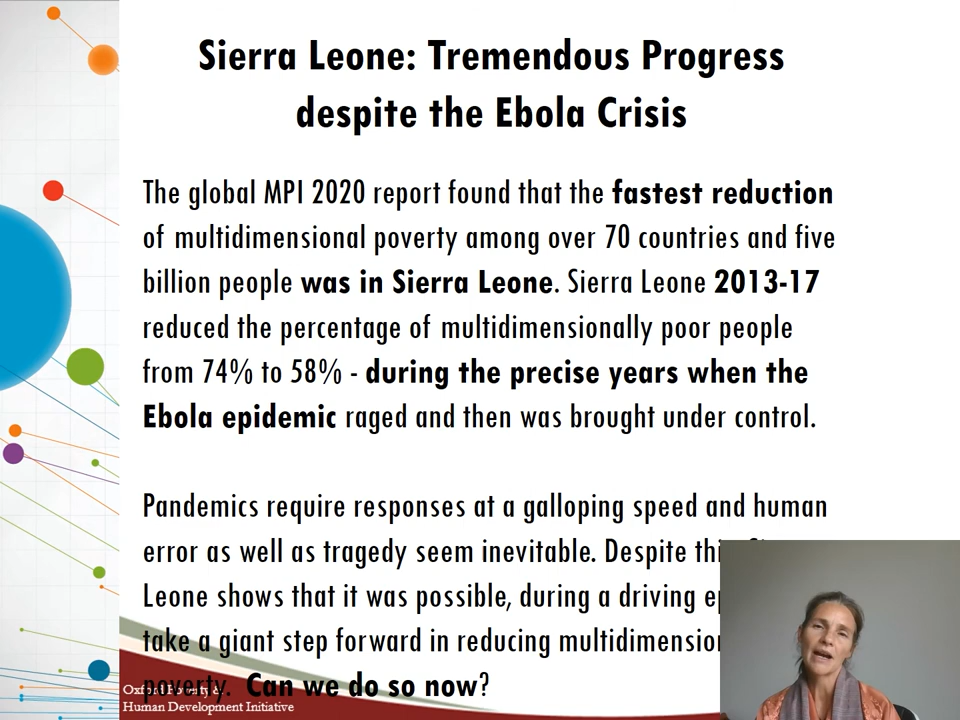 Sierra Leone: Tremendous Progress
despite the Ebola Crisis
The global MPI 2020 report found that the fastest reduction
of multidimensional poverty among over 70 countries and five
billion people was in Sierra Leone. Sierra Leone 2013-17
reduced the percentage of multidimensionally poor people
from 74% to 58% - during the precise years when the
Ebola epidemic raged and then was brought under control.
Pandemics require responses at a galloping speed and human
error as well as tragedy seem inevitable. Despite
Leone shows that it was possible, during a driving
take a giant step forward in reducing
poverty. Can we do so now?
Oxford Poverty &
Human Development Initiative